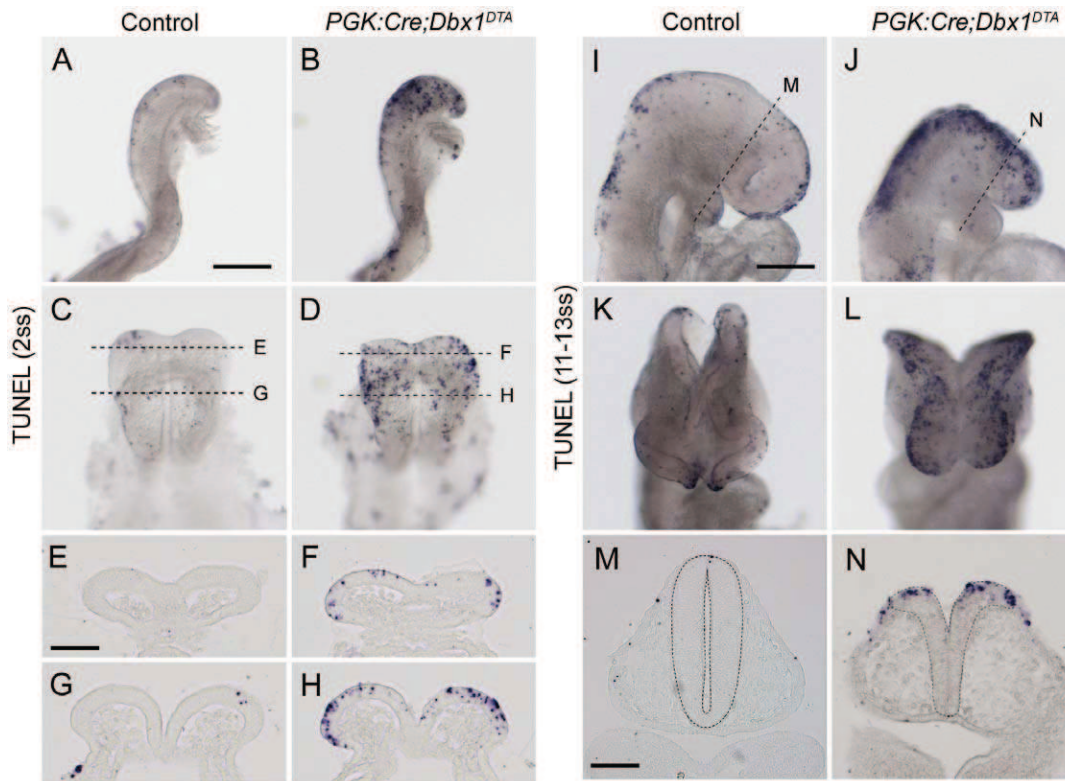 Control
PGK:Cre;Dbx1DTA
Control
PGK:Cre;Dbx1DTA
A
B
I
M
J
N
TUNEL (2ss)
C
E
G
D
F
H
TUNEL (11-13ss)
K
L
E
F
M
N
G
H